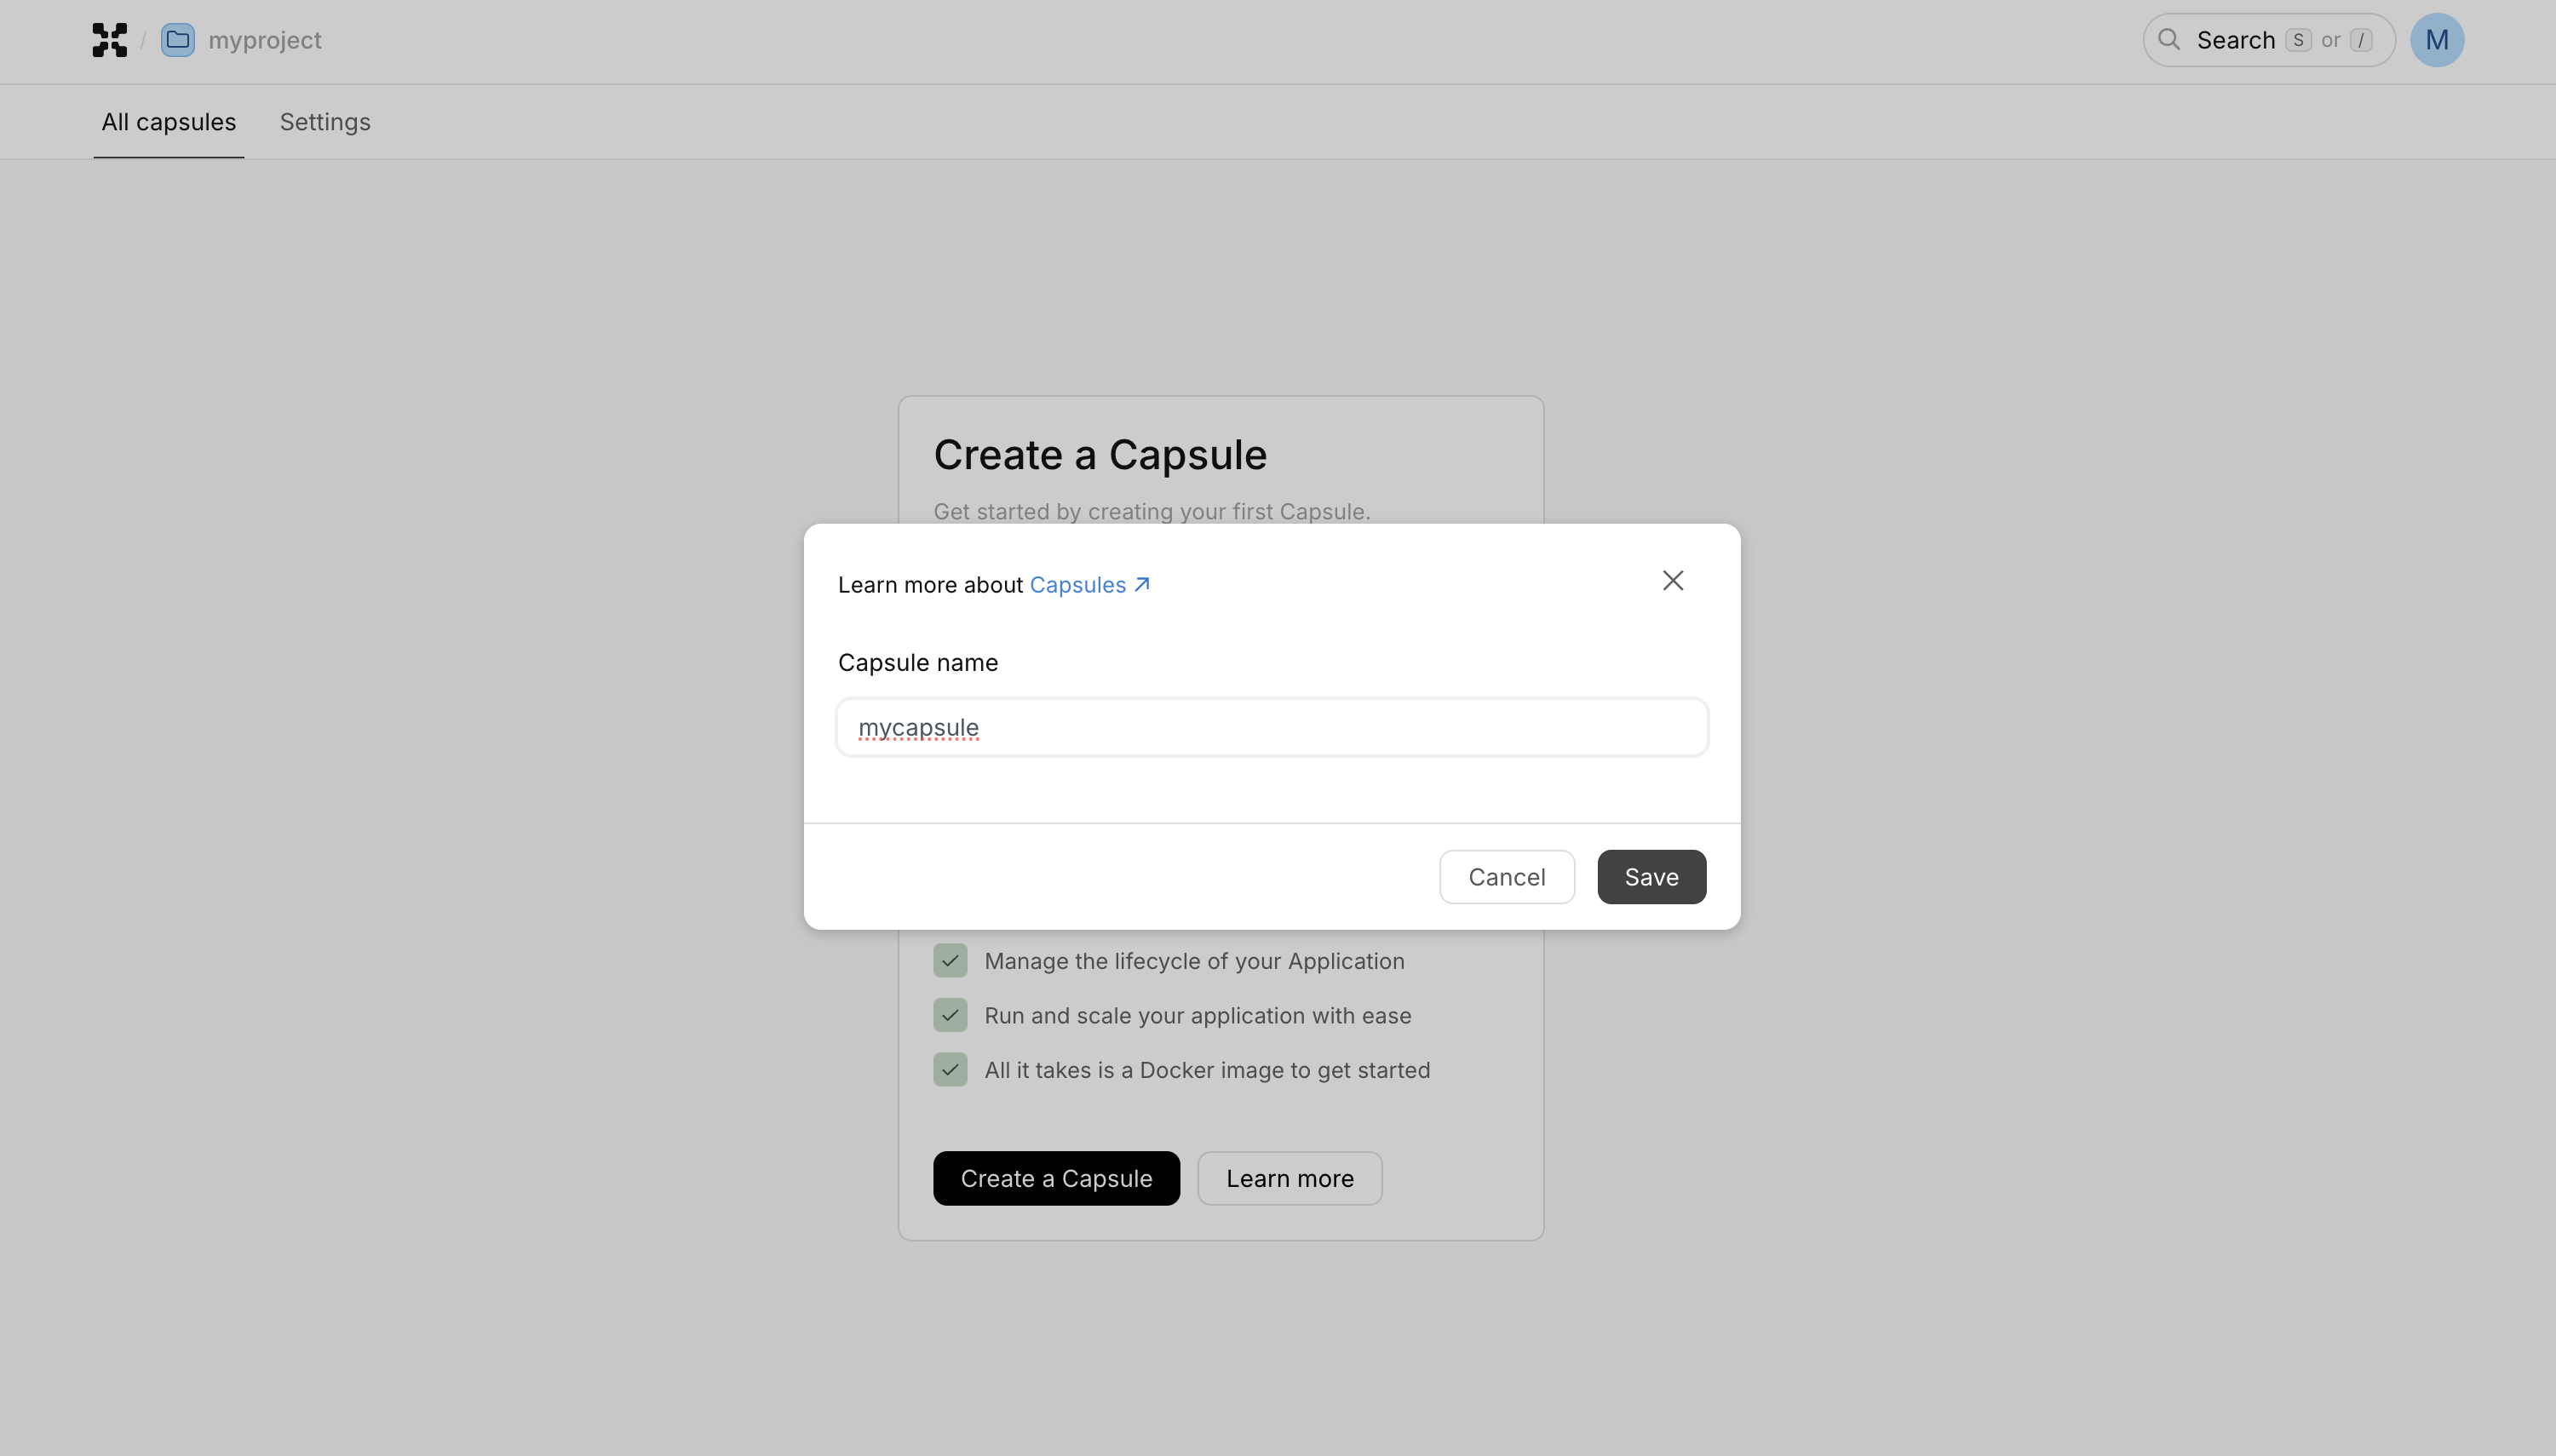 / myproject
Search S or /
M
All capsules Settings
Create a Capsule
Get started by creating your first Capsule.
Learn more about Capsules
Capsule name
mycapsule
Cancel Save
Manage the lifecycle of your Application
Run and scale your application with ease
All it takes is a Docker image to get started
Create a Capsule Learn more